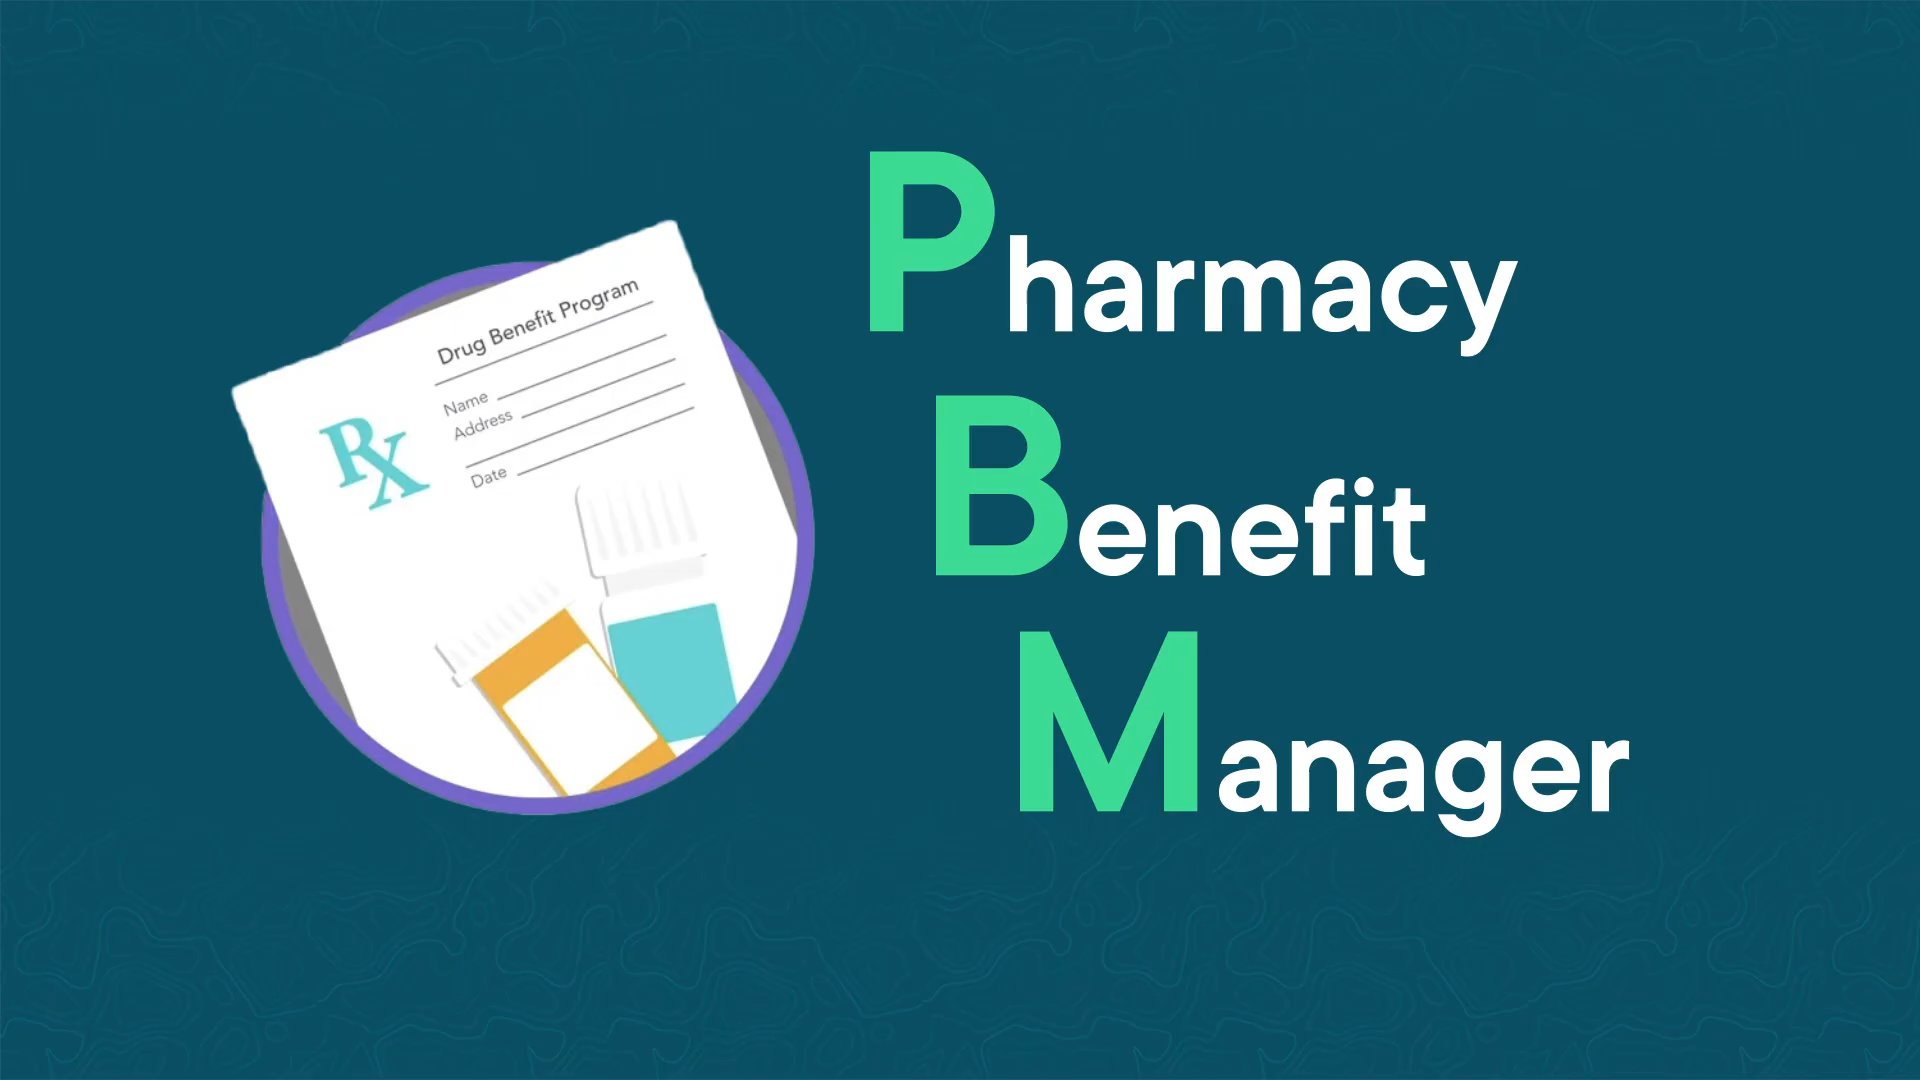 Drug Benefit Program
Name
Address
Date
Rx
Pharmacy
Benefit
Manager